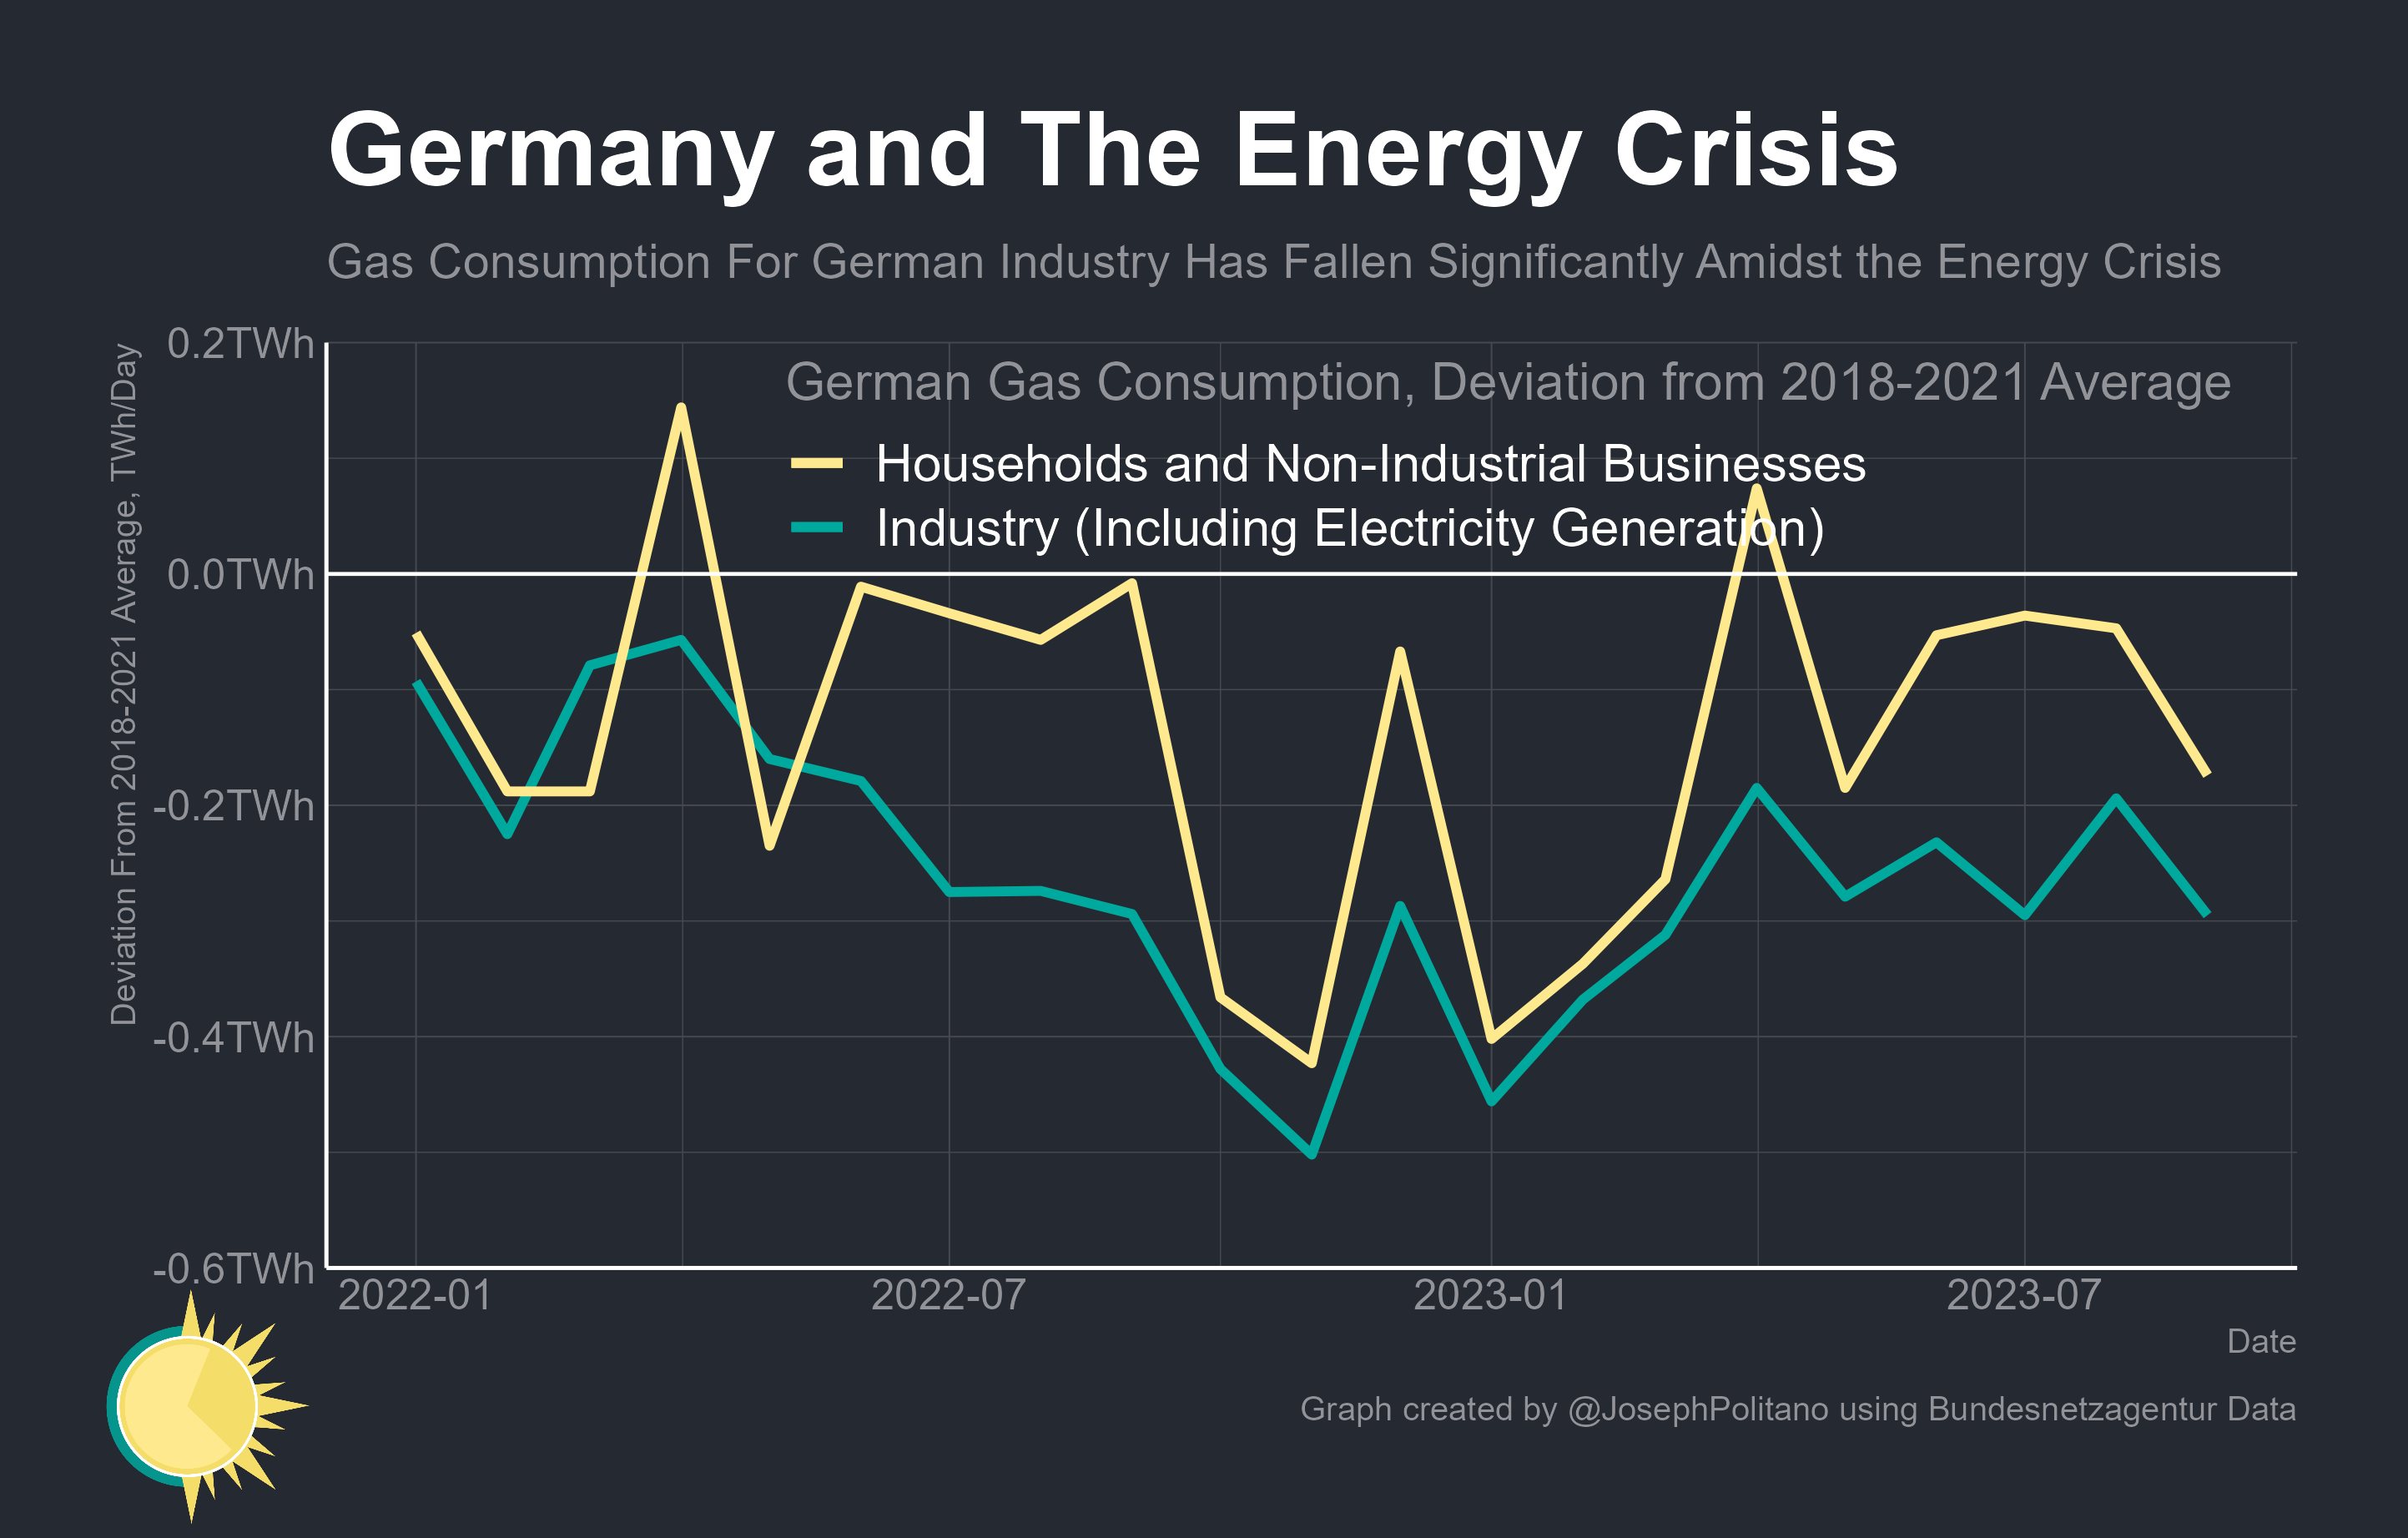 Germany and The Energy Crisis
Gas Consumption For German Industry Has Fallen Significantly Amidst the Energy Crisis
Deviation From 2018-2021 Average, TWh/Day
0.2TWh
0.0TWh
-0.2TWh
-0.4TWh
-0.6TWh
German Gas Consumption, Deviation from 2018-2021 Average
Households and Non-Industrial Businesses
Industry (Including Electricity Generation)
2022-01
2022-07
2023-01
2023-07
Date
Graph created by @JosephPolitano using Bundesnetzagentur Data